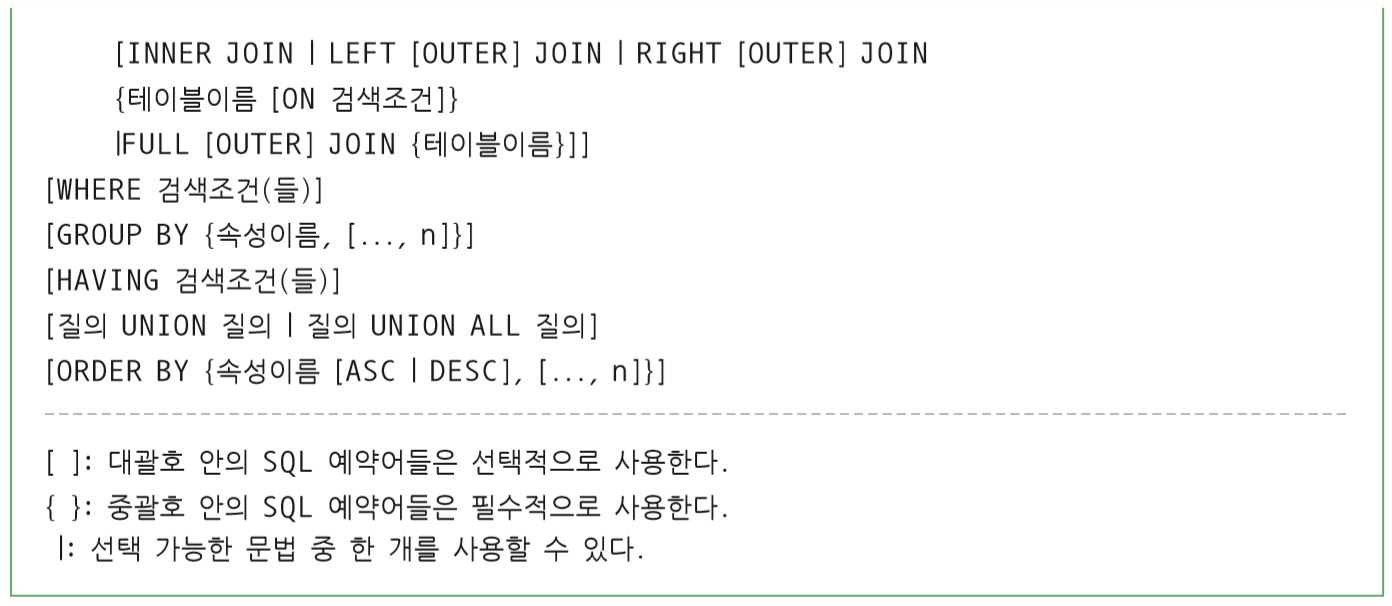 [INNER JOIN | LEFT [OUTER] JOIN | RIGHT [OUTER] JOIN
{테이블이름 [ON 검색조건]}
|FULL [OUTER] JOIN {테이블이름}]]
[WHERE 검색조건(들)]
[GROUP BY {속성이름, [..., n]}]
[HAVING 검색조건(들)]
[질의 UNION 질의 | 질의 UNION ALL 질의]
[ORDER BY {속성이름 [ASC | DESC], [..., n]}]
[ ]: 대괄호 안의 SQL 예약어들은 선택적으로 사용한다.
{ }: 중괄호 안의 SQL 예약어들은 필수적으로 사용한다.
|: 선택 가능한 문법 중 한 개를 사용할 수 있다.